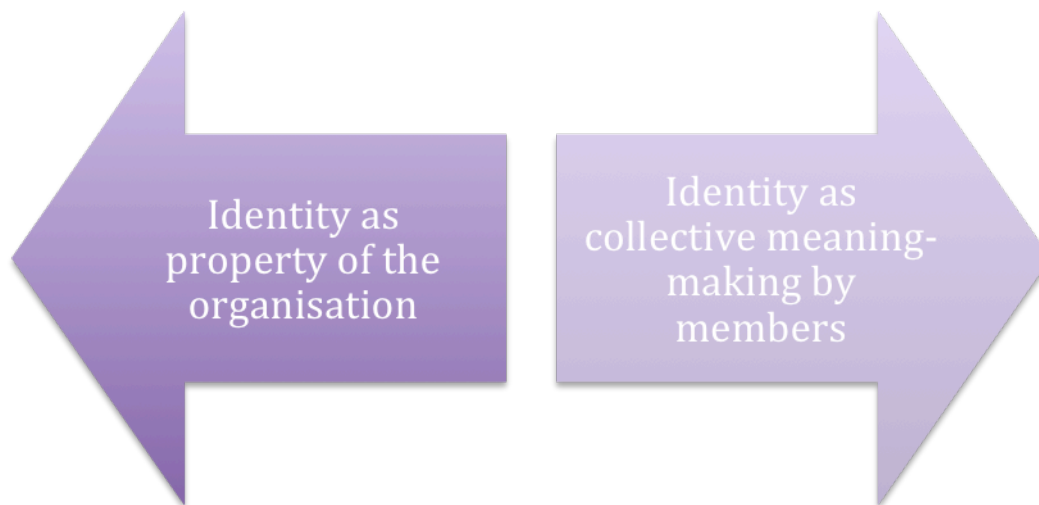 Identity as
property of the
organisation
Identity as
collective meaning-
making by
members